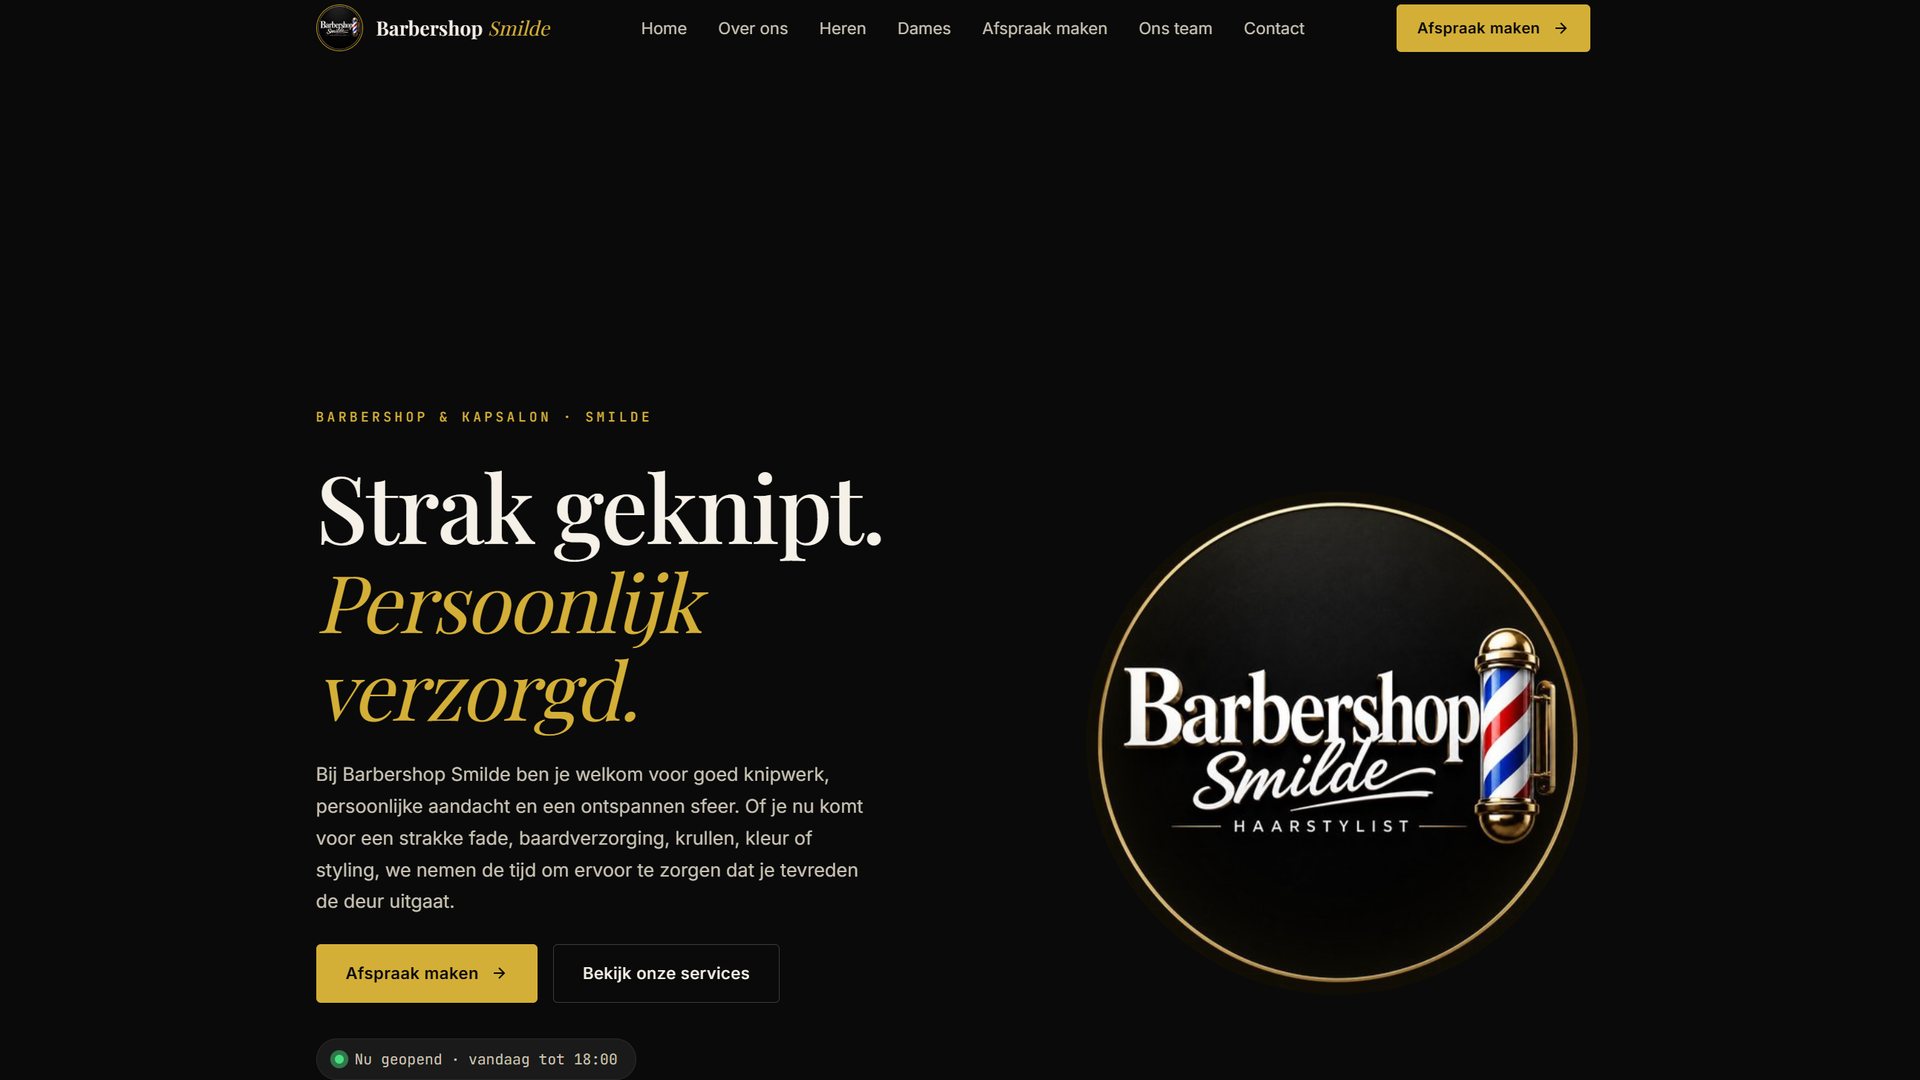 Barbershop Smilde
Barbershop Smilde
Home
Over ons
Heren
Dames
Afspraak maken
Ons team
Contact
Afspraak maken →
BARBERSHOP & KAPSALON · SMILDE
Strak geknipt.
Persoonlijk
verzorgd.
Bij Barbershop Smilde ben je welkom voor goed knipwerk,
persoonlijke aandacht en een ontspannen sfeer. Of je nu komt
voor een strakke fade, baardverzorging, krullen, kleur of
styling, we nemen de tijd om ervoor te zorgen dat je tevreden
de deur uitgaat.
Afspraak maken →
Bekijk onze services
Nu geopend · vandaag tot 18:00
Barbershop
Smilde
HAARSTYLIST